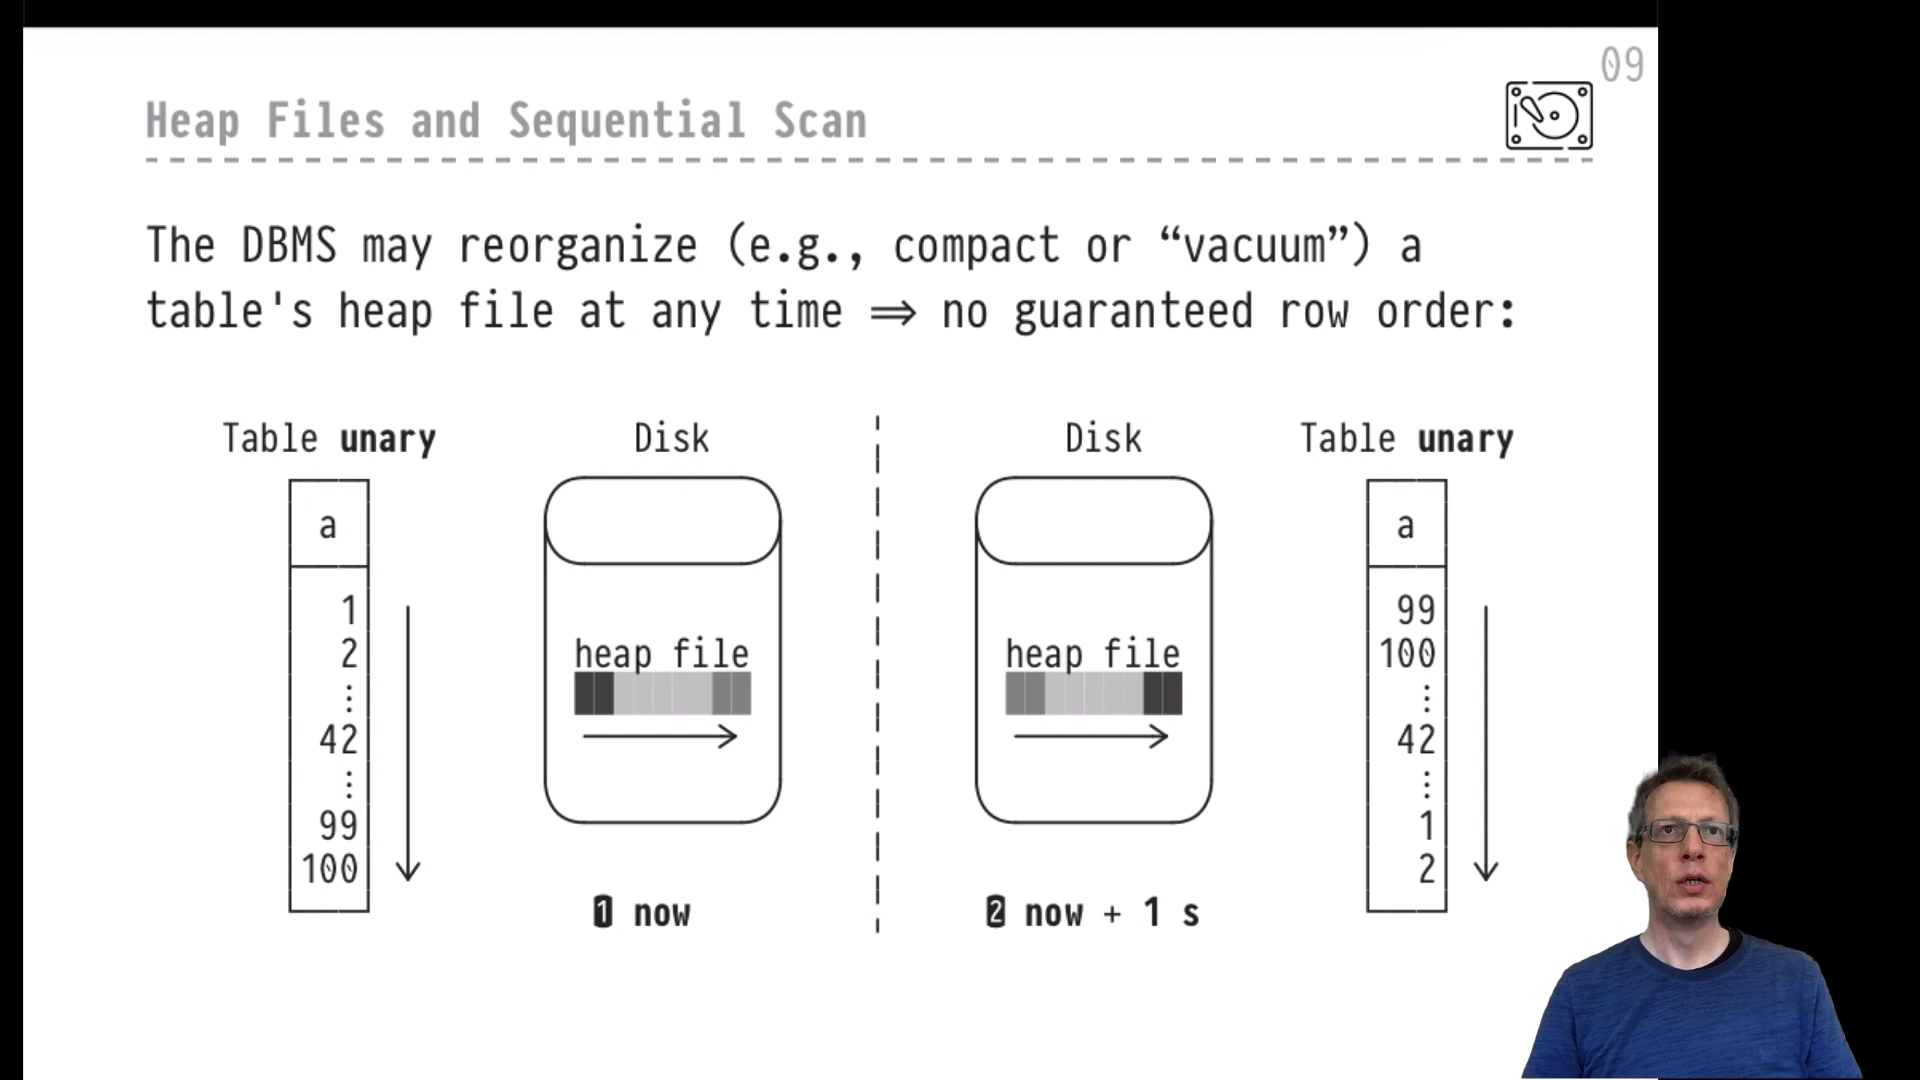 09
Heap Files and Sequential Scan
The DBMS may reorganize (e.g., compact or “vacuum”) a
table's heap file at any time ⟹ no guaranteed row order:
Table unary
Disk
Disk
Table unary
a
1
2
⋮
42
⋮
99
100
heap file
1 now
heap file
2 now + 1 s
a
99
100
⋮
42
⋮
1
2